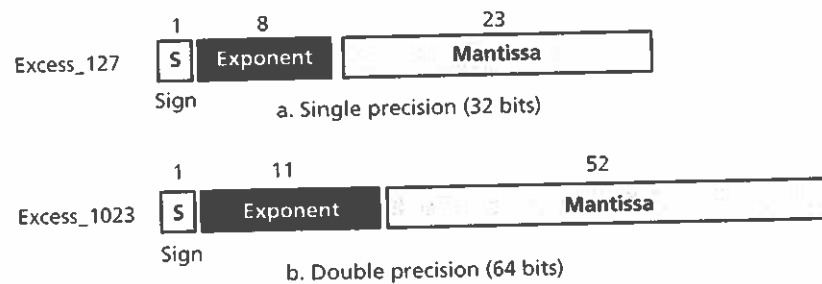 1 8 23
Excess_127 S Exponent Mantissa
Sign
a. Single precision (32 bits)
1 11 52
Excess_1023 S Exponent Mantissa
Sign
b. Double precision (64 bits)